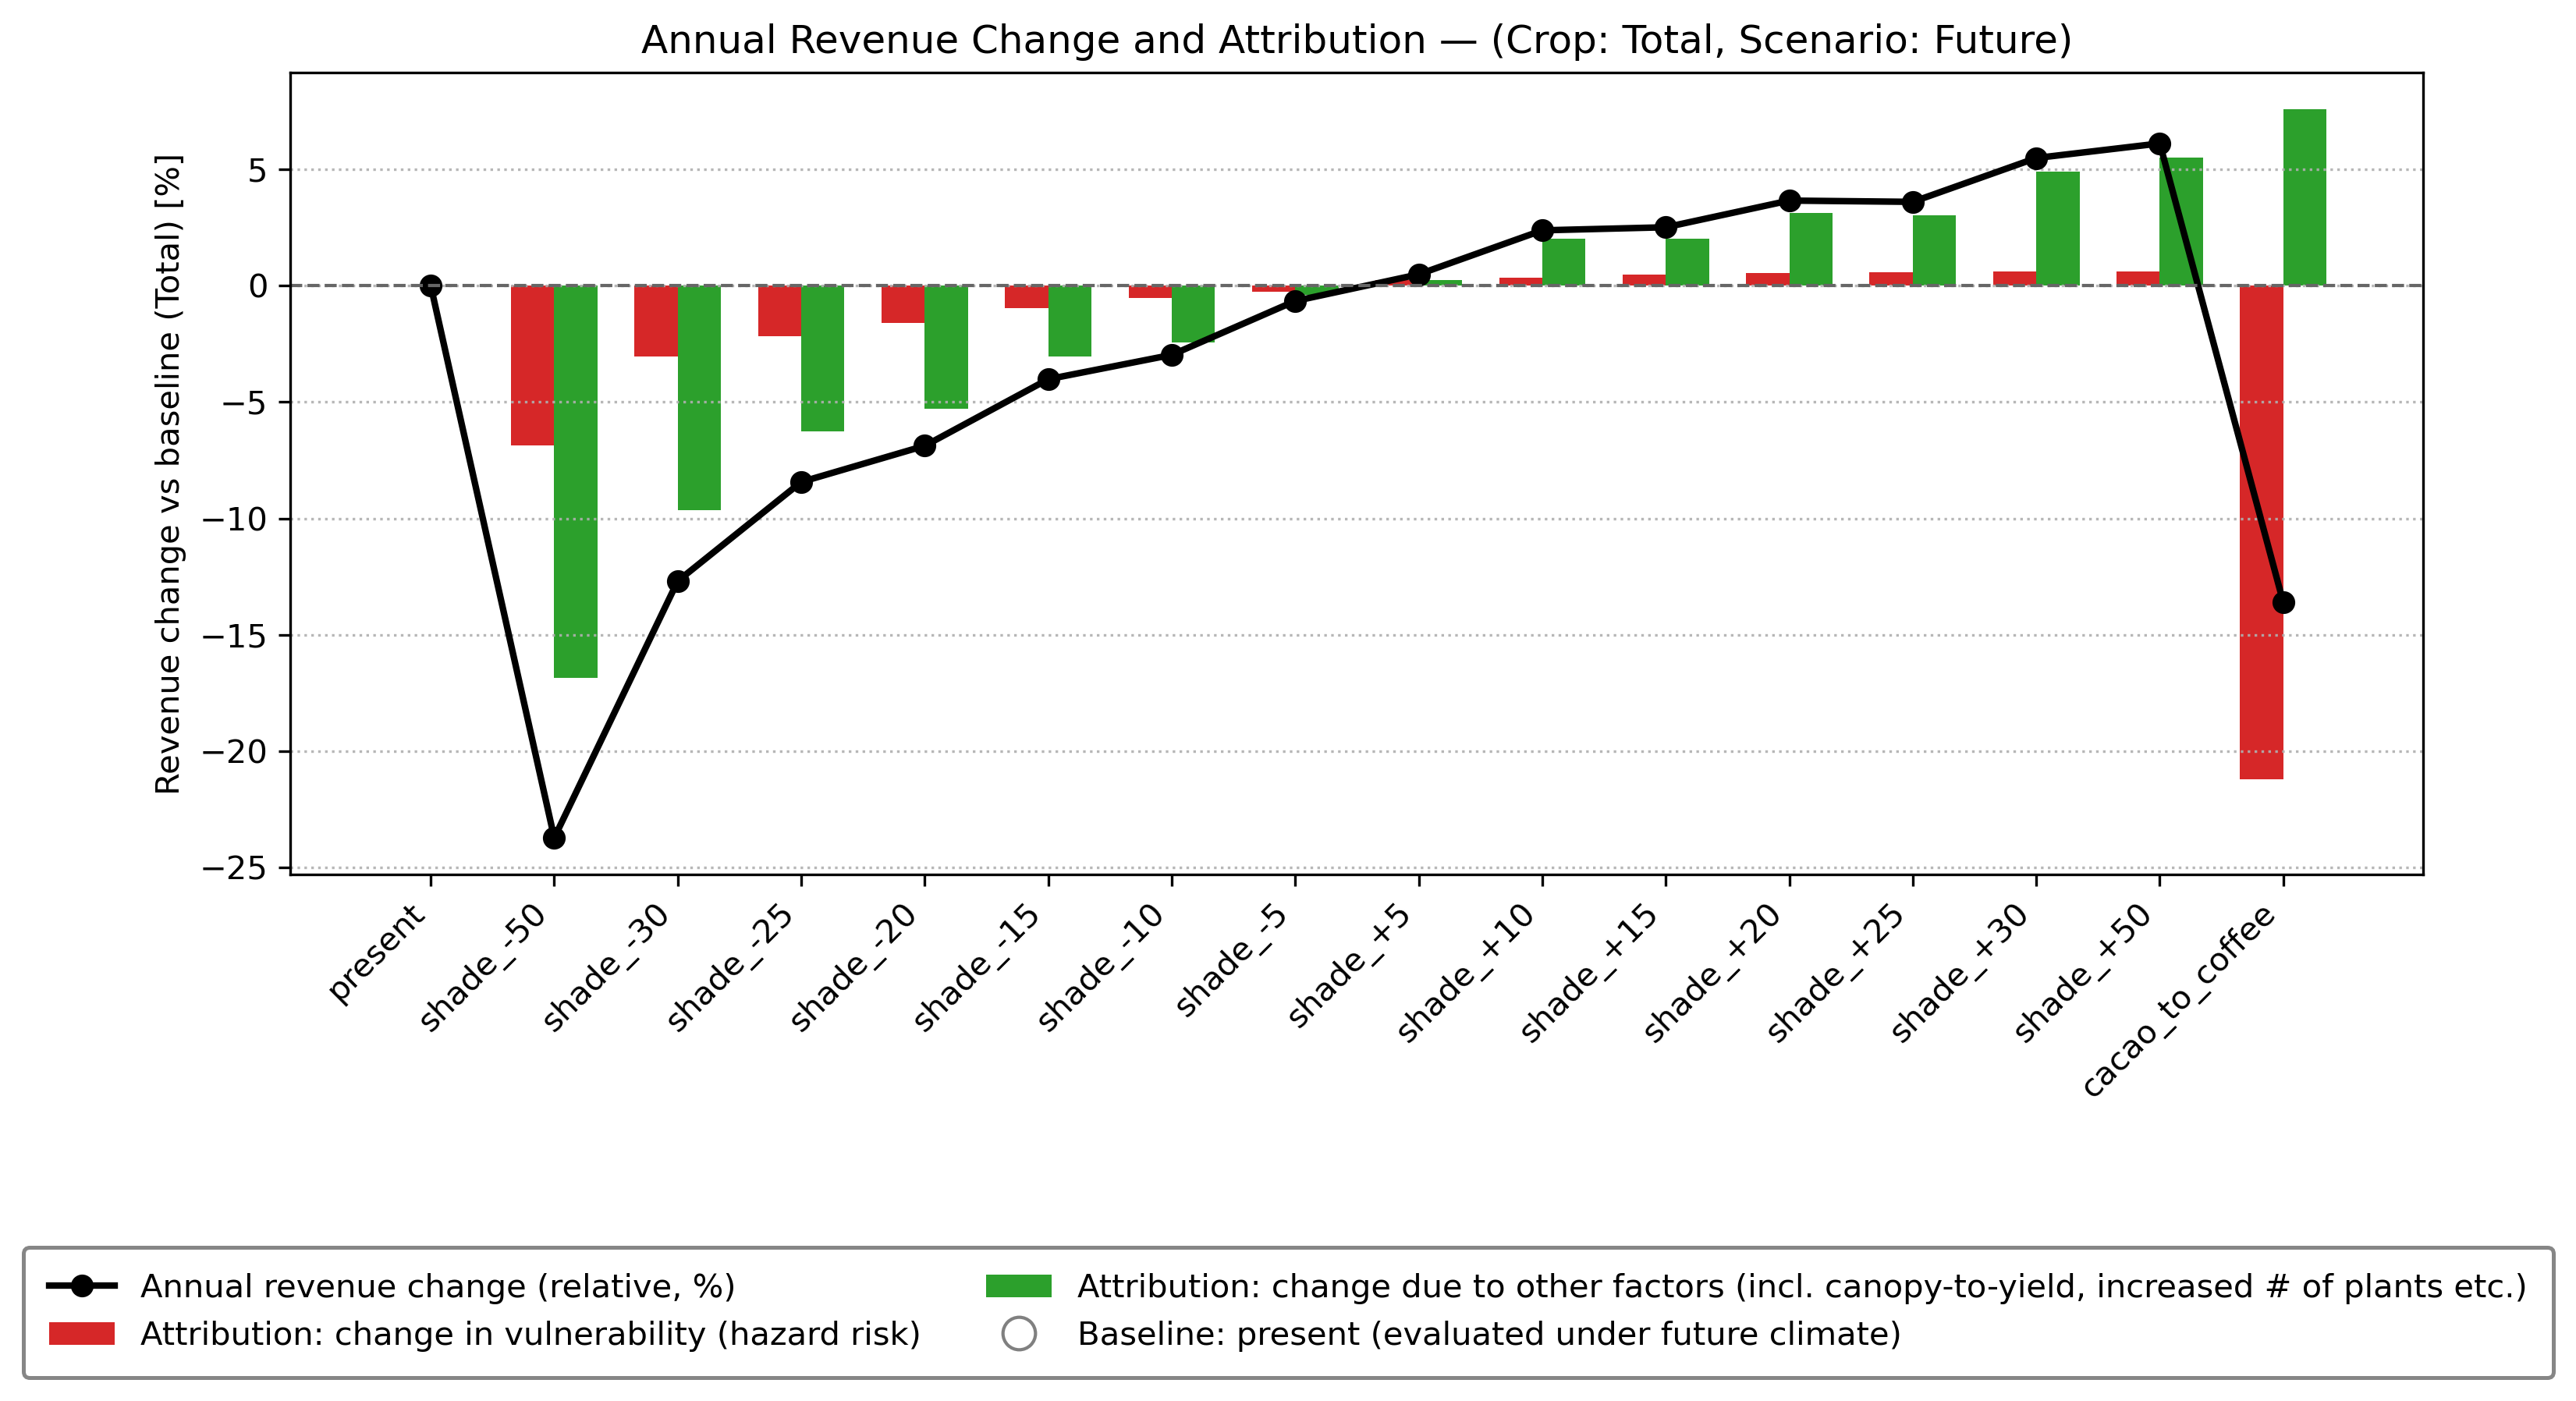 Annual Revenue Change and Attribution — (Crop: Total, Scenario: Future)
Revenue change vs baseline (Total) [%]
5
0
−5
−10
−15
−20
−25
present
shade_-50
shade_-30
shade_-25
shade_-20
shade_-15
shade_-10
shade_-5
shade_+5
shade_+10
shade_+15
shade_+20
shade_+25
shade_+30
shade_+50
cacao_to_coffee
Annual revenue change (relative, %)
Attribution: change in vulnerability (hazard risk)
Attribution: change due to other factors (incl. canopy-to-yield, increased # of plants etc.)
Baseline: present (evaluated under future climate)